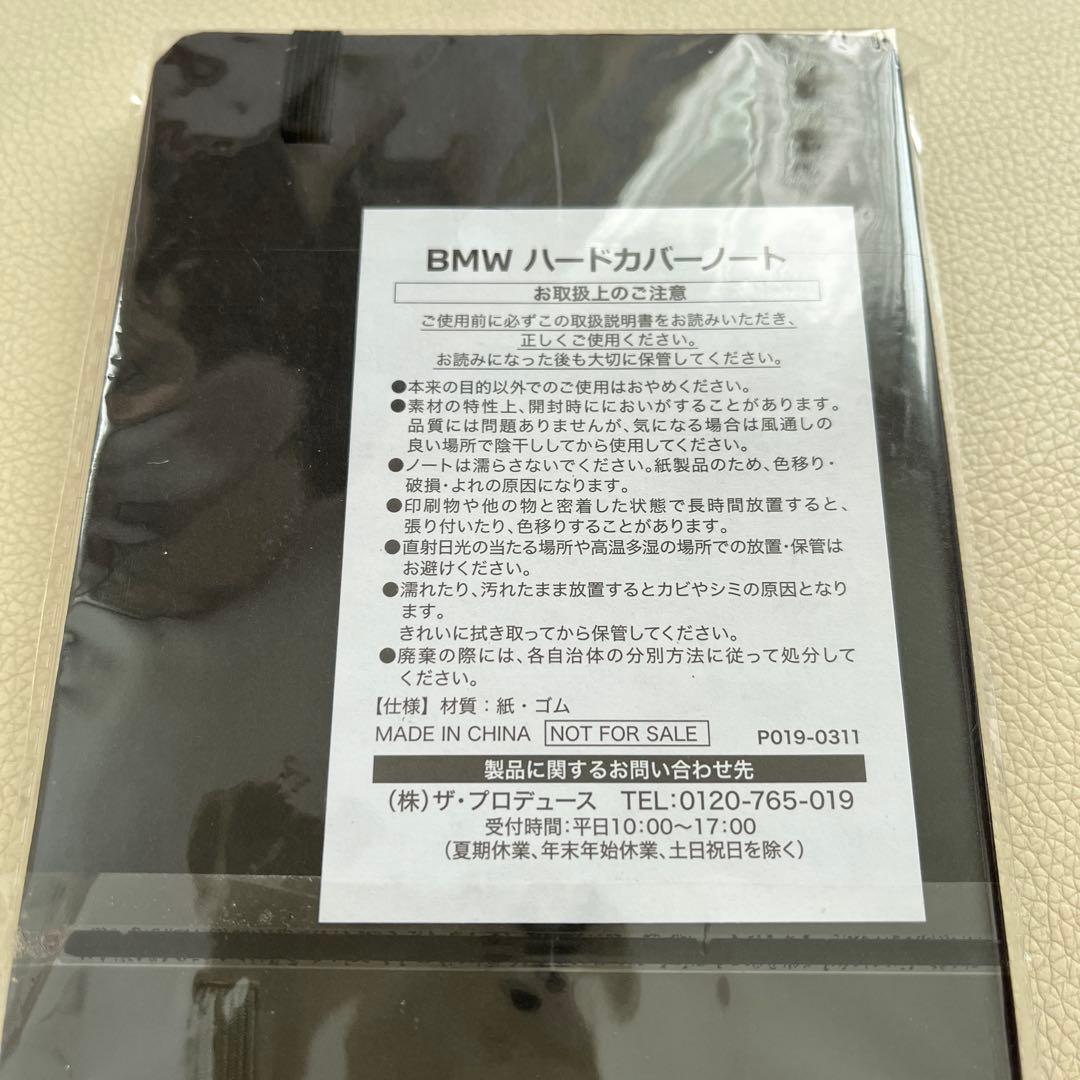 BMW ハードカバーノート
お取扱上のご注意
ご使用前に必ずこの取扱説明書をお読みいただき、
正しくご使用ください。
お読みになった後も大切に保管してください。
●本来の目的以外でのご使用はおやめください。
●素材の特性上、開封時ににおいがすることがあります。
品質には問題ありませんが、気になる場合は風通しの
良い場所で陰干ししてから使用してください。
●ノートは濡らさないでください。紙製品のため、色移り・
破損・よれの原因になります。
●印刷物や他の物と密着した状態で長時間放置すると、
張り付いたり、色移りすることがあります。
●直射日光の当たる場所や高温多湿の場所での放置・保管は
お避けください。
●濡れたり、汚れたまま放置するとカビやシミの原因となり
ます。
きれいに拭き取ってから保管してください。
●廃棄の際には、各自治体の分別方法に従って処分して
ください。
【仕様】材質：紙・ゴム
MADE IN CHINA NOT FOR SALE P019-0311
製品に関するお問い合わせ先
（株）ザ・プロデュース TEL:0120-765-019
受付時間：平日10:00〜17:00
（夏期休業、年末年始休業、土日祝日を除く）